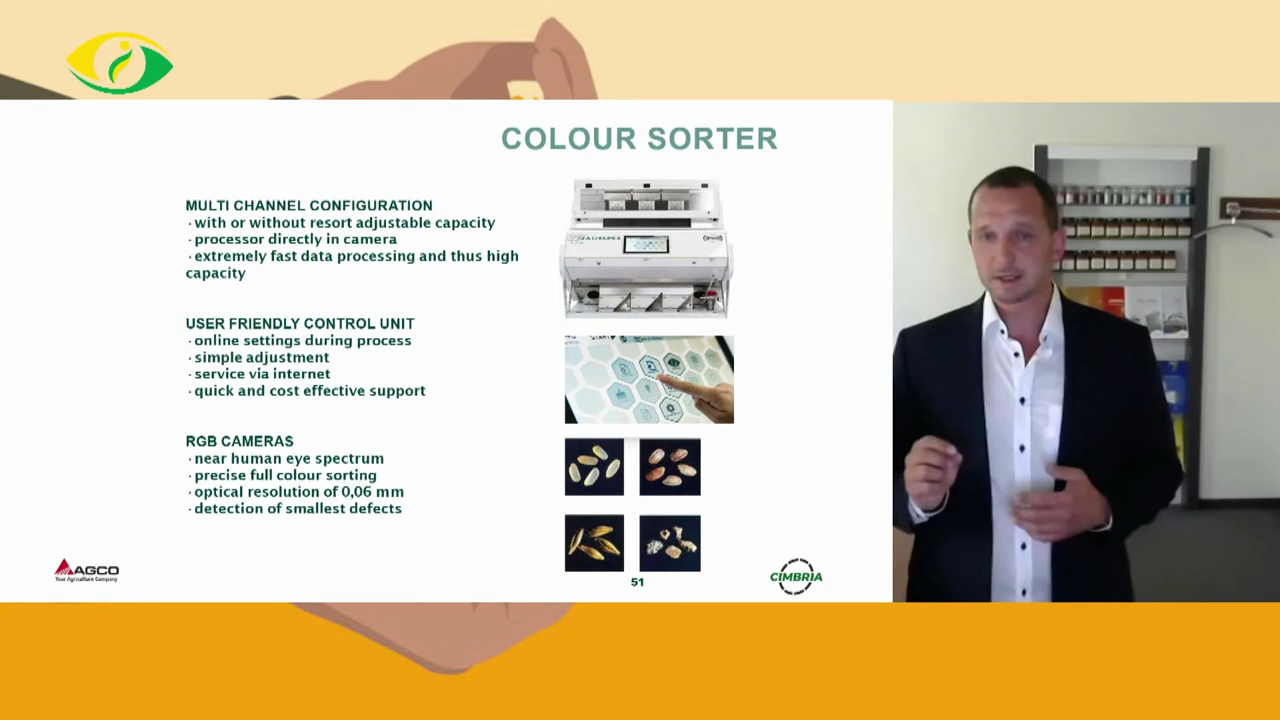 COLOUR SORTER
MULTI CHANNEL CONFIGURATION
· with or without resort adjustable capacity
· processor directly in camera
· extremely fast data processing and thus high
capacity
USER FRIENDLY CONTROL UNIT
· online settings during process
· simple adjustment
· service via internet
· quick and cost effective support
RGB CAMERAS
· near human eye spectrum
· precise full colour sorting
· optical resolution of 0,06 mm
· detection of smallest defects
AGCO
Your Agriculture Company
51
CIMBRIA